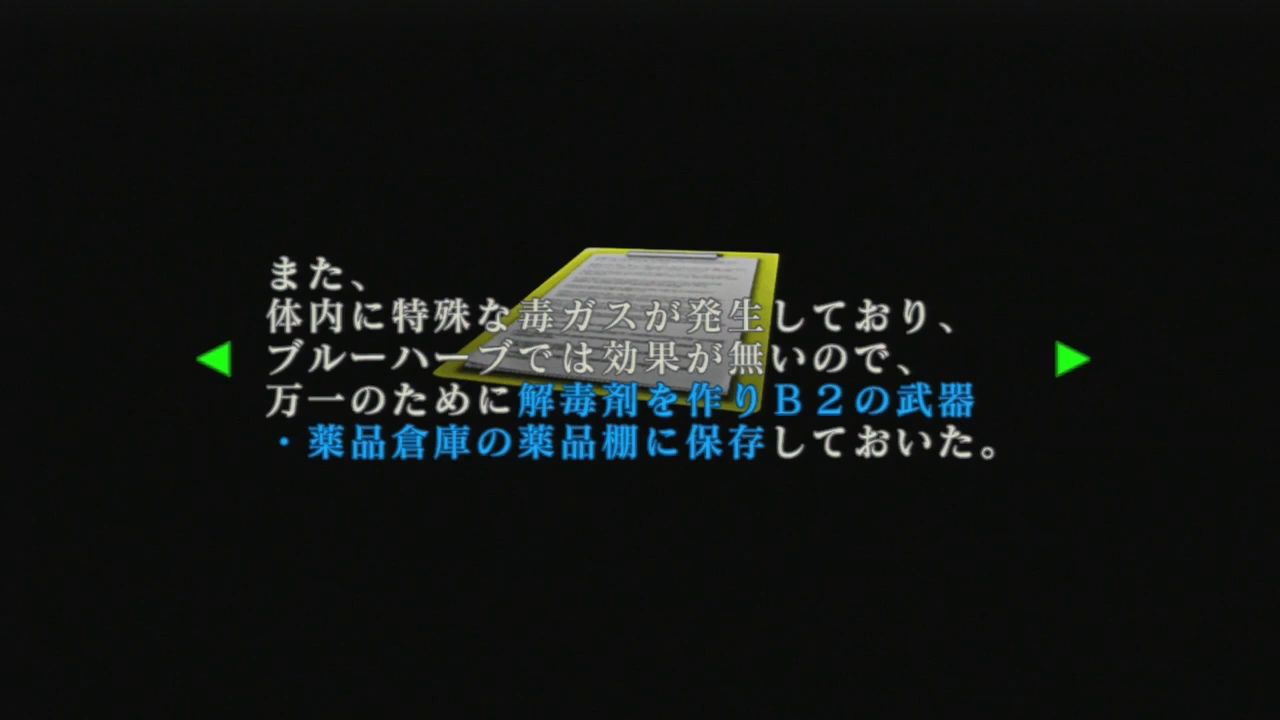 また、
体内に特殊な毒ガスが発生しており、
ブルーハーブでは効果が無いので、
万一のために解毒剤を作りＢ２の武器
・薬品倉庫の薬品棚に保存しておいた。